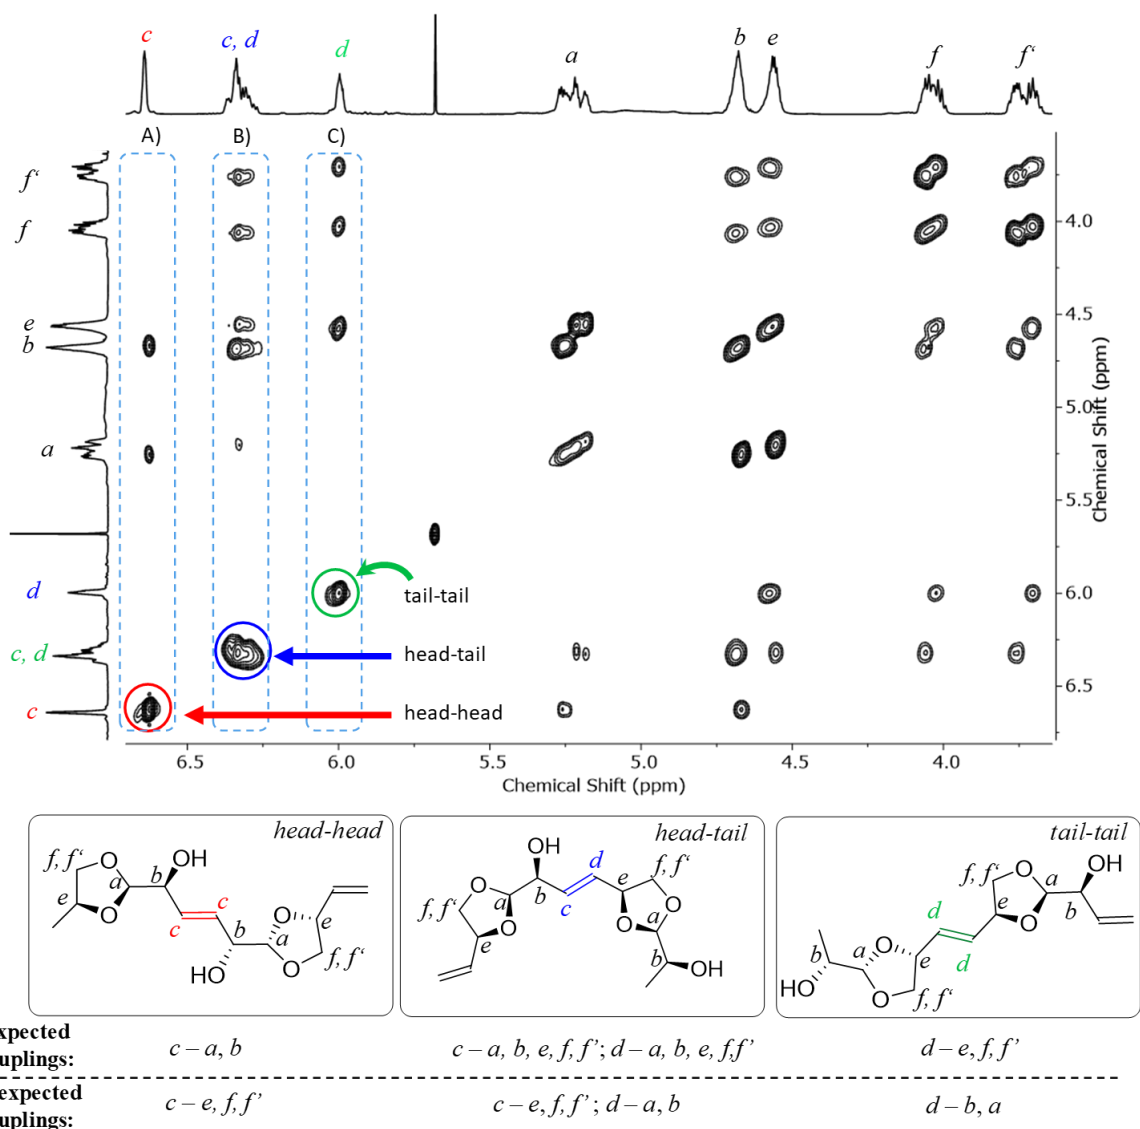 c c, d d a b e f f‘
A) B) C)
f‘
f
4.0
e
4.5
b
a
5.0
5.5
Chemical Shift (ppm)
d
tail-tail
6.0
c, d
head-tail
c
head-head
6.5
6.5 6.0 5.5 5.0 4.5 4.0
Chemical Shift (ppm)
head-head
f, f‘ O OH
a b
e O
c
c
b
HO
O
a
O
e
f, f‘
head-tail
OH
d
f, f‘
O
a
b
c
e
f, f‘
O
e
O
a
O
b
OH
tail-tail
f, f‘
O
OH
a
b
d
e
O
b
a
O
e
d
HO
O
f, f‘
xpected
uplings:
c – a, b
c – a, b, e, f, f’ ; d – a, b, e, f,f’
d – e, f, f’
expected
uplings:
c – e, f, f’
c – e, f, f’ ; d – a, b
d – b, a